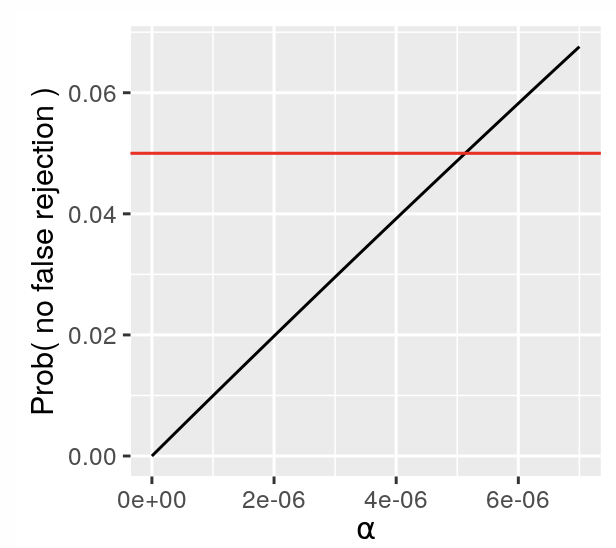 Prob( no false rejection )
0.06
0.04
0.02
0.00
0e+00 2e-06 4e-06 6e-06
α